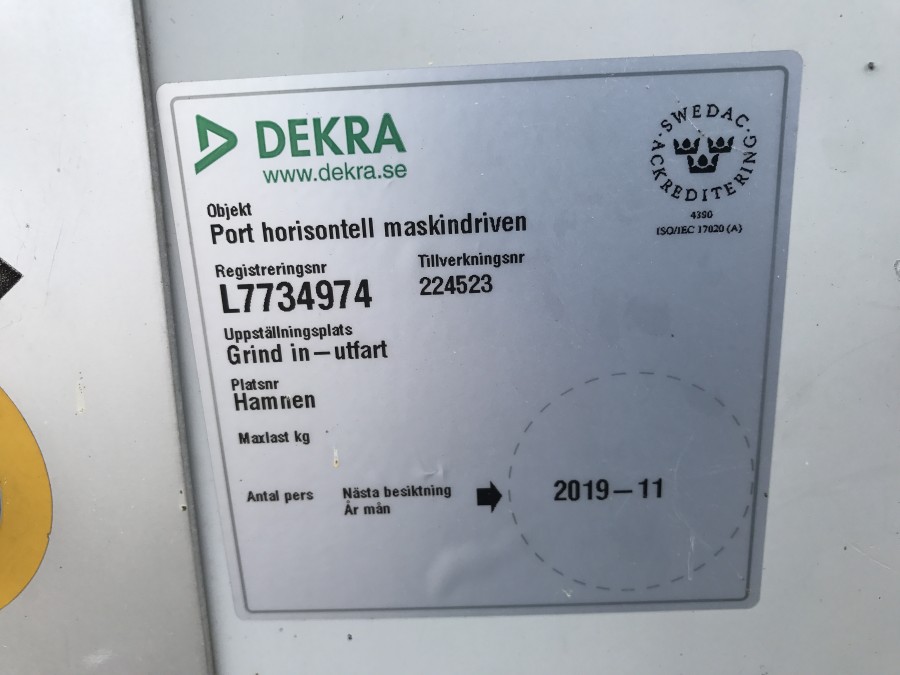 DEKRA
www.dekra.se
SWEDAC
ACKREDITERING
4390
ISO/IEC 17020 (A)
Objekt
Port horisontell maskindriven
Registreringsnr
L7734974
Tillverkningsnr
224523
Uppställningsplats
Grind in–utfart
Platsnr
Hamnen
Maxlast kg
Antal pers
Nästa besiktning
År mån
2019–11